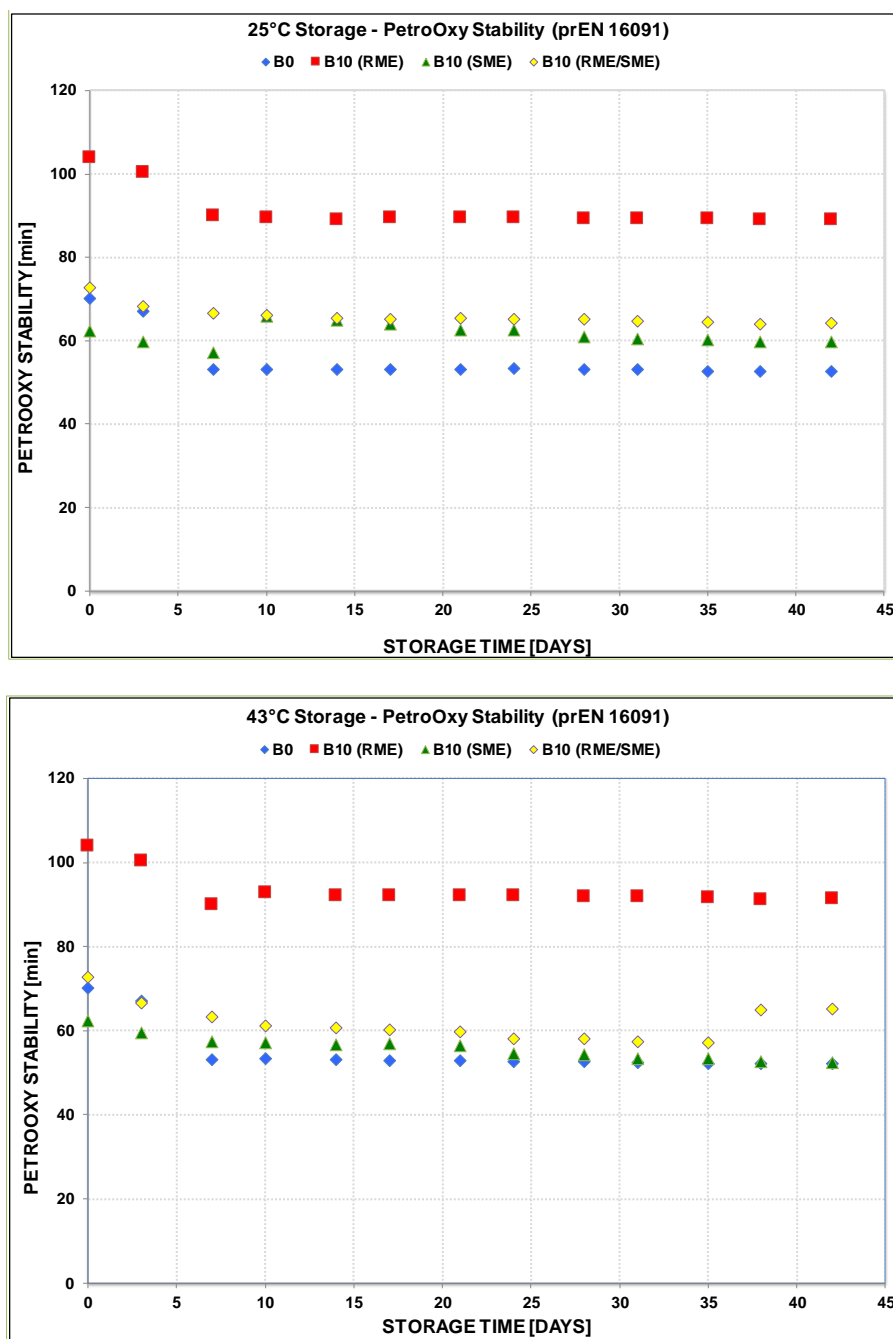 25°C Storage - PetroOxy Stability (prEN 16091)
B0 B10 (RME) B10 (SME) B10 (RME/SME)
120
100
80
60
40
20
0
PETROOXY STABILITY [min]
0 5 10 15 20 25 30 35 40 45
STORAGE TIME [DAYS]
43°C Storage - PetroOxy Stability (prEN 16091)
B0 B10 (RME) B10 (SME) B10 (RME/SME)
120
100
80
60
40
20
0
PETROOXY STABILITY [min]
0 5 10 15 20 25 30 35 40 45
STORAGE TIME [DAYS]